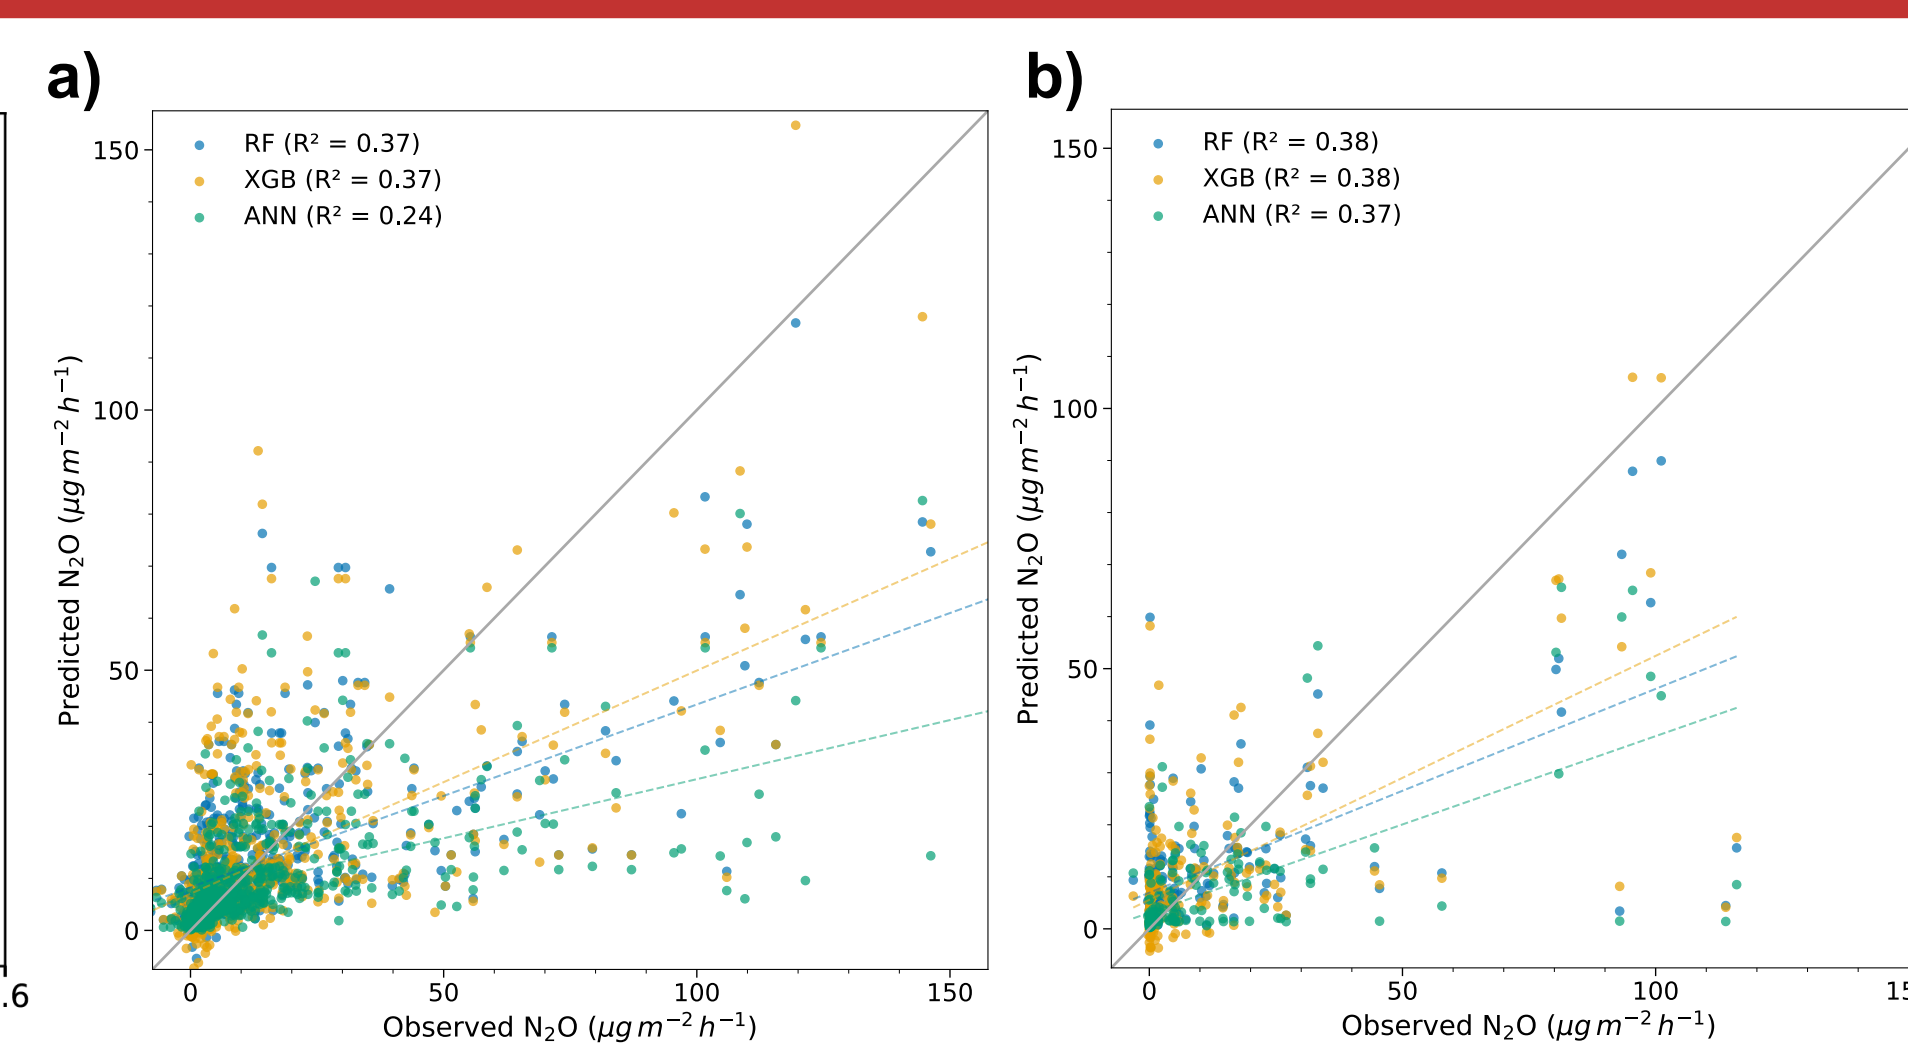 a)
RF (R² = 0.37)
XGB (R² = 0.37)
ANN (R² = 0.24)
150
100
50
0
Predicted N₂O (μg m⁻² h⁻¹)
0 50 100 150
Observed N₂O (μg m⁻² h⁻¹)
.6
b)
RF (R² = 0.38)
XGB (R² = 0.38)
ANN (R² = 0.37)
150
100
50
0
Predicted N₂O (μg m⁻² h⁻¹)
0 50 100 15
Observed N₂O (μg m⁻² h⁻¹)